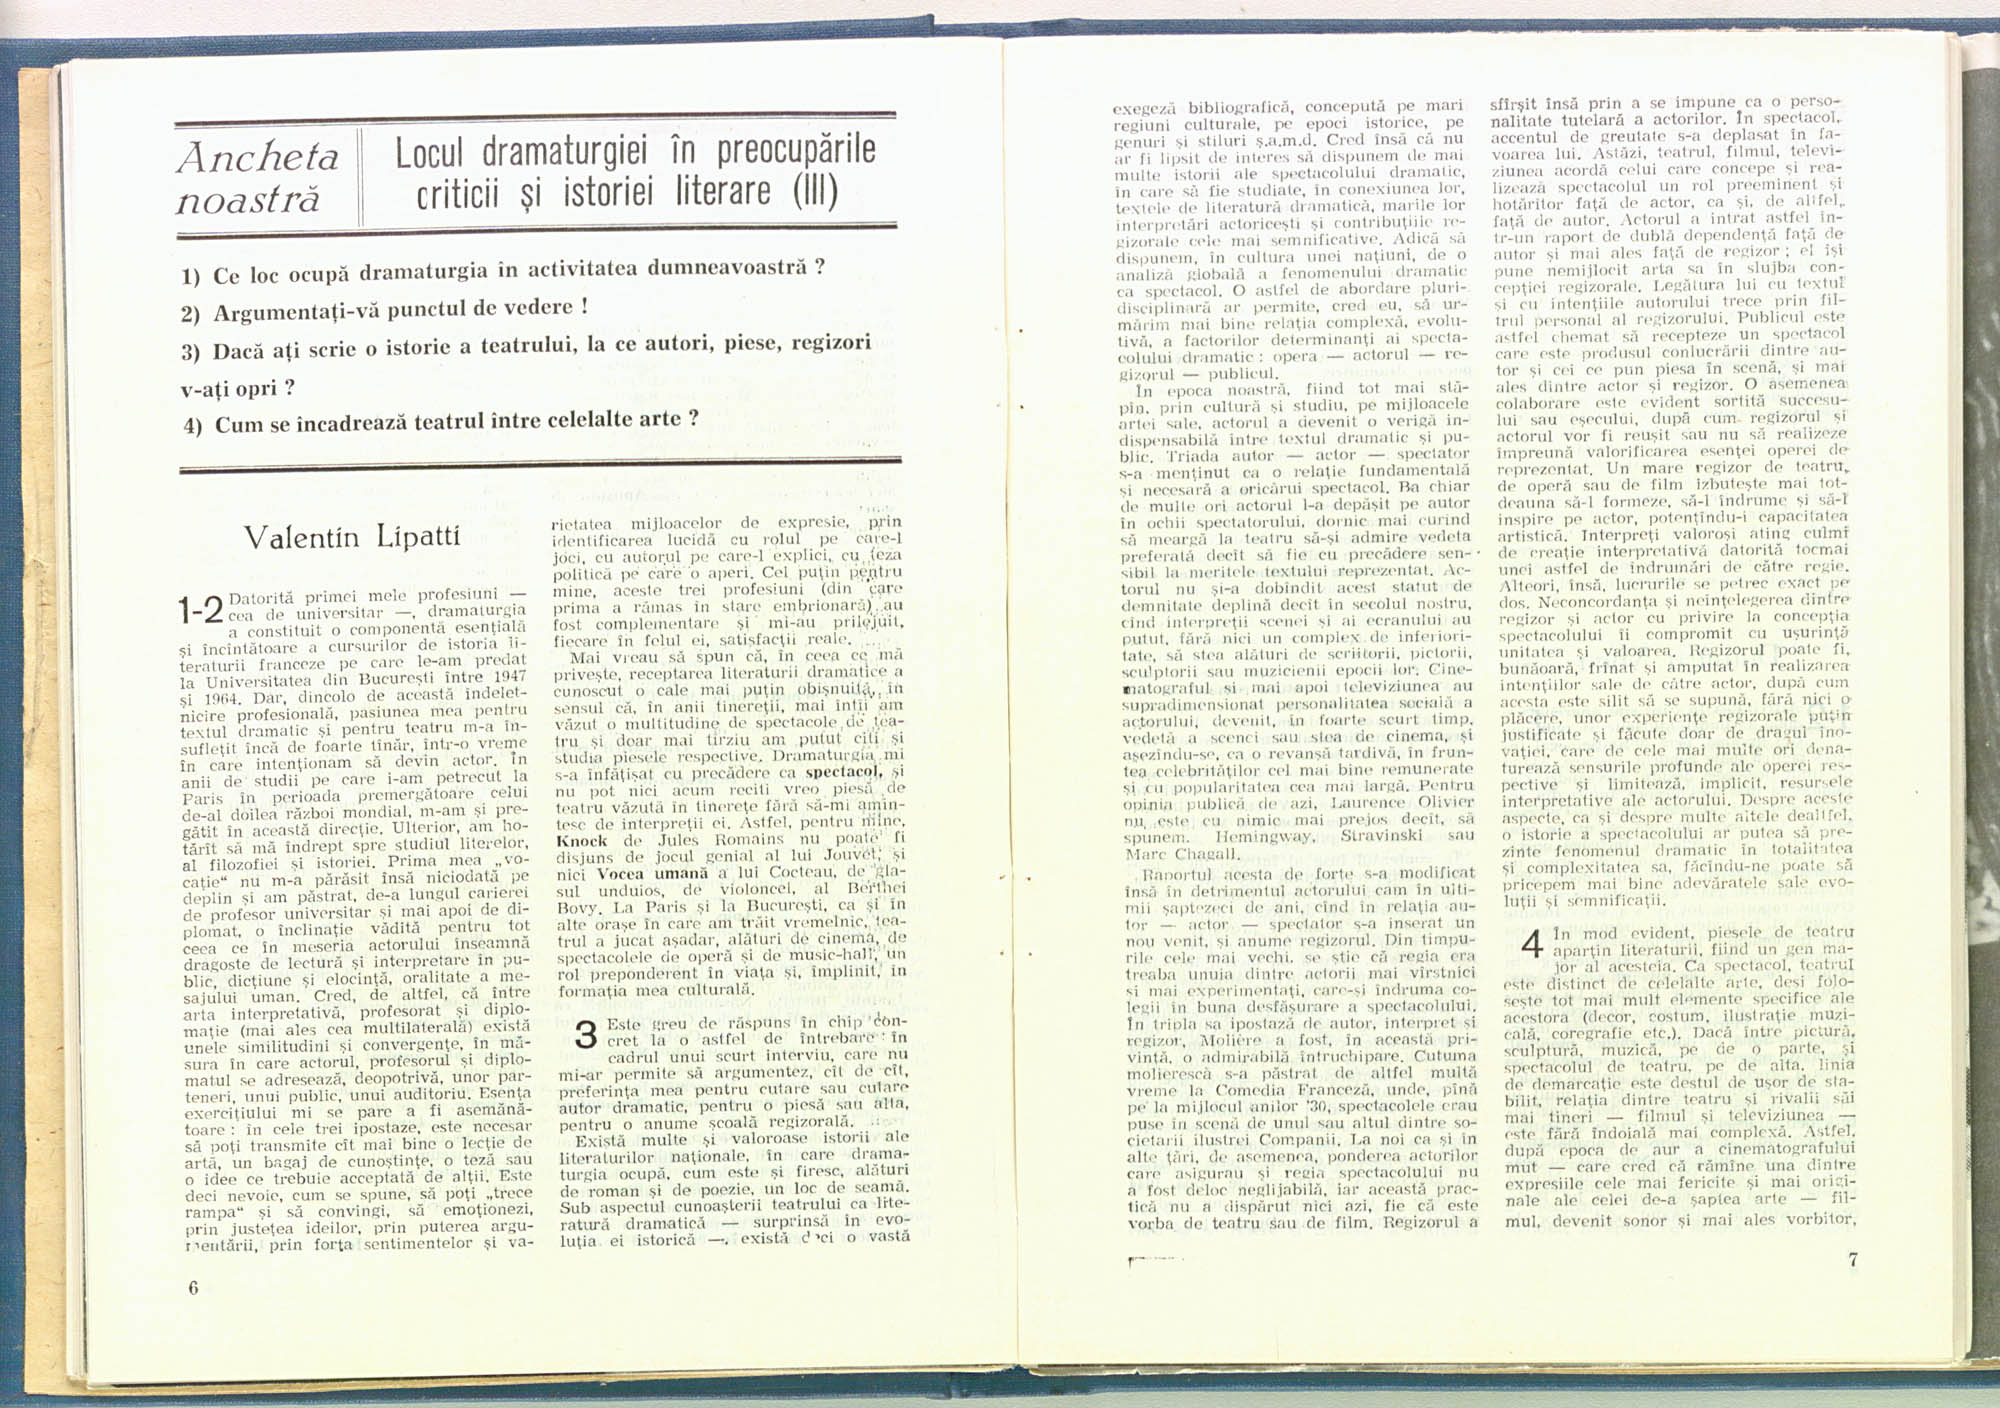 Ancheta
noastră
Locul dramaturgiei în preocupările
criticii și istoriei literare (III)
1) Ce loc ocupă dramaturgia în activitatea dumneavoastră ?
2) Argumentați-vă punctul de vedere !
3) Dacă ați scrie o istorie a teatrului, la ce autori, piese, regizori
v-ați opri ?
4) Cum se încadrează teatrul între celelalte arte ?
Valentin Lipatti
1-2 Datorită primei mele profesiuni —
cea de universitar —, dramaturgia
a constituit o componentă esențială
și încîntătoare a cursurilor de istoria li-
teraturii franceze pe care le-am predat
la Universitatea din București între 1947
și 1964. Dar, dincolo de această îndelet-
nicire profesională, pasiunea mea pentru
textul dramatic și pentru teatru m-a în-
suflețit încă de foarte tînăr, într-o vreme
în care intenționam să devin actor. În
anii de studii pe care i-am petrecut la
Paris în perioada premergătoare celui
de-al doilea război mondial, m-am și pre-
gătit în această direcție. Ulterior, am ho-
tărît să mă îndrept spre studiul literelor,
al filozofiei și istoriei. Prima mea „vo-
cație“ nu m-a părăsit însă niciodată pe
deplin și am păstrat, de-a lungul carierei
de profesor universitar și mai apoi de di-
plomat, o înclinație vădită pentru tot
ceea ce în meseria actorului înseamnă
dragoste de lectură și interpretare în pu-
blic, dicțiune și elocință, oralitate a me-
sajului uman. Cred, de altfel, că între
arta interpretativă, profesorat și diplo-
mație (mai ales cea multilaterală) există
unele similitudini și convergențe, în mă-
sura în care actorul, profesorul și diplo-
matul se adresează, deopotrivă, unor par-
teneri, unui public, unui auditoriu. Esența
exercițiului mi se pare a fi asemănă-
toare : în cele trei ipostaze, este necesar
să poți transmite cît mai bine o lecție de
artă, un bagaj de cunoștințe, o teză sau
o idee ce trebuie acceptată de alții. Este
deci nevoie, cum se spune, să poți „trece
rampa“ și să convingi, să emoționezi,
prin justețea ideilor, prin puterea argu-
mentării, prin forța sentimentelor și va-
rietatea mijloacelor de expresie, prin
identificarea lucidă cu rolul pe care-l
joci, cu autorul pe care-l explici, cu teza
politică pe care o aperi. Cel puțin pentru
mine, aceste trei profesiuni (din care
prima a rămas în stare embrionară) au
fost complementare și mi-au prilejuit,
fiecare în felul ei, satisfacții reale.
Mai vreau să spun că, în ceea ce mă
privește, receptarea literaturii dramatice a
cunoscut o cale mai puțin obișnuită, în
sensul că, în anii tinereții, mai întîi am
văzut o multitudine de spectacole de tea-
tru și doar mai tîrziu am putut citi și
studia piesele respective. Dramaturgia mi
s-a înfățișat cu precădere ca spectacol, și
nu pot nici acum reciti vreo piesă de
teatru văzută în tinerețe fără să-mi amin-
tesc de interpreții ei. Astfel, pentru mine,
Knock de Jules Romains nu poate fi
disjuns de jocul genial al lui Jouvet, și
nici Vocea umană a lui Cocteau, de gla-
sul unduios, de violoncel, al Berthei
Bovy. La Paris și la București, ca și în
alte orașe în care am trăit vremelnic, tea-
trul a jucat așadar, alături de cinema, de
spectacolele de operă și de music-hall, un
rol preponderent în viața și, împlinit, în
formația mea culturală.
3 Este greu de răspuns în chip con-
cret la o astfel de întrebare în
cadrul unui scurt interviu, care nu
mi-ar permite să argumentez, cît de cît,
preferința mea pentru cutare sau cutare
autor dramatic, pentru o piesă sau alta,
pentru o anume școală regizorală.
Există multe și valoroase istorii ale
literaturilor naționale, în care drama-
turgia ocupă, cum este și firesc, alături
de roman și de poezie, un loc de seamă.
Sub aspectul cunoașterii teatrului ca lite-
ratură dramatică — surprinsă în evo-
luția ei istorică —, există deci o vastă
6
exegeză bibliografică, concepută pe mari
regiuni culturale, pe epoci istorice, pe
genuri și stiluri ș.a.m.d. Cred însă că nu
ar fi lipsit de interes să dispunem de mai
multe istorii ale spectacolului dramatic,
în care să fie studiate, în conexiunea lor,
textele de literatură dramatică, marile lor
interpretări actoricești și contribuțiile re-
gizorale cele mai semnificative. Adică să
dispunem, în cultura unei națiuni, de o
analiză globală a fenomenului dramatic
ca spectacol. O astfel de abordare pluri-
disciplinară ar permite, cred eu, să ur-
mărim mai bine relația complexă, evolu-
tivă, a factorilor determinanți ai specta-
colului dramatic : opera — actorul — re-
gizorul — publicul.
În epoca noastră, fiind tot mai stă-
pîn, prin cultură și studiu, pe mijloacele
artei sale, actorul a devenit o verigă in-
dispensabilă între textul dramatic și pu-
blic. Triada autor — actor — spectator
s-a menținut ca o relație fundamentală
și necesară a oricărui spectacol. Ba chiar
de multe ori actorul l-a depășit pe autor
în ochii spectatorului, dornic mai curînd
să meargă la teatru să-și admire vedeta
preferată decît să fie cu precădere sen-
sibil la meritele textului reprezentat. Ac-
torul nu și-a dobîndit acest statut de
demnitate deplină decît în secolul nostru,
cînd interpreții scenei și ai ecranului au
putut, fără nici un complex de inferiori-
tate, să stea alături de scriitorii, pictorii,
sculptorii sau muzicienii epocii lor. Cine-
matograful și mai apoi televiziunea au
supradimensionat personalitatea socială a
actorului, devenit, în foarte scurt timp,
vedetă a scenei sau stea de cinema, și
așezîndu-se, ca o revanșă tardivă, în frun-
tea celebrităților cel mai bine remunerate
și cu popularitatea cea mai largă. Pentru
opinia publică de azi, Laurence Olivier
nu este cu nimic mai prejos decît, să
spunem, Hemingway, Stravinski sau
Marc Chagall.
Raportul acesta de forțe s-a modificat
însă în detrimentul actorului cam în ulti-
mii șaptezeci de ani, cînd în relația au-
tor — actor — spectator s-a inserat un
nou venit, și anume regizorul. Din timpu-
rile cele mai vechi, se știe că regia era
treaba unuia dintre actorii mai vîrstnici
și mai experimentați, care-și îndruma co-
legii în buna desfășurare a spectacolului.
În tripla sa ipostază de autor, interpret și
regizor, Molière a fost, în această pri-
vință, o admirabilă întruchipare. Cutuma
molierescă s-a păstrat de altfel multă
vreme la Comedia Franceză, unde, pînă
pe la mijlocul anilor '30, spectacolele erau
puse în scenă de unul sau altul dintre so-
cietarii ilustrei Companii. La noi ca și în
alte țări, de asemenea, ponderea actorilor
care asigurau și regia spectacolului nu
a fost deloc neglijabilă, iar această prac-
tică nu a dispărut nici azi, fie că este
vorba de teatru sau de film. Regizorul a
sfîrșit însă prin a se impune ca o perso-
nalitate tutelară a actorilor. În spectacol,
accentul de greutate s-a deplasat în fa-
voarea lui. Astăzi, teatrul, filmul, televi-
ziunea acordă celui care concepe și rea-
lizează spectacolul un rol preeminent și
hotărîtor față de actor, ca și, de altfel,
față de autor. Actorul a intrat astfel în-
tr-un raport de dublă dependență față de
autor și mai ales față de regizor ; el își
pune nemijlocit arta sa în slujba con-
cepției regizorale. Legătura lui cu textul
și cu intențiile autorului trece prin fil-
trul personal al regizorului. Publicul este
astfel chemat să recepteze un spectacol
care este produsul conlucrării dintre au-
tor și cei ce pun piesa în scenă, și mai
ales dintre actor și regizor. O asemenea
colaborare este evident sortită succesu-
lui sau eșecului, după cum regizorul și
actorul vor fi reușit sau nu să realizeze
împreună valorificarea esenței operei de
reprezentat. Un mare regizor de teatru,
de operă sau de film izbutește mai tot-
deauna să-l formeze, să-l îndrume și să-l
inspire pe actor, potențîndu-i capacitatea
artistică. Interpreți valoroși ating culmi
de creație interpretativă datorită tocmai
unei astfel de îndrumări de către regie.
Alteori, însă, lucrurile se petrec exact pe
dos. Neconcordanța și neînțelegerea dintre
regizor și actor cu privire la concepția
spectacolului îi compromit cu ușurință
unitatea și valoarea. Regizorul poate fi,
bunăoară, frînat și amputat în realizarea
intențiilor sale de către actor, după cum
acesta este silit să se supună, fără nici o
plăcere, unor experiențe regizorale puțin
justificate și făcute doar de dragul ino-
vației, care de cele mai multe ori dena-
turează sensurile profunde ale operei res-
pective și limitează, implicit, resursele
interpretative ale actorului. Despre aceste
aspecte, ca și despre multe altele dealtfel,
o istorie a spectacolului ar putea să pre-
zinte fenomenul dramatic în totalitatea
și complexitatea sa, făcîndu-ne poate să
pricepem mai bine adevăratele sale evo-
luții și semnificații.
4 În mod evident, piesele de teatru
aparțin literaturii, fiind un gen ma-
jor al acesteia. Ca spectacol, teatrul
este distinct de celelalte arte, deși folo-
sește tot mai mult elemente specifice ale
acestora (decor, costum, ilustrație muzi-
cală, coregrafie etc.). Dacă între pictură,
sculptură, muzică, pe de o parte, și
spectacolul de teatru, pe de alta, linia
de demarcație este destul de ușor de sta-
bilit, relația dintre teatru și rivalii săi
mai tineri — filmul și televiziunea —
este fără îndoială mai complexă. Astfel,
după epoca de aur a cinematografului
mut — care cred că rămîne una dintre
expresiile cele mai fericite și mai origi-
nale ale celei de-a șaptea arte — fil-
mul, devenit sonor și mai ales vorbitor,
7